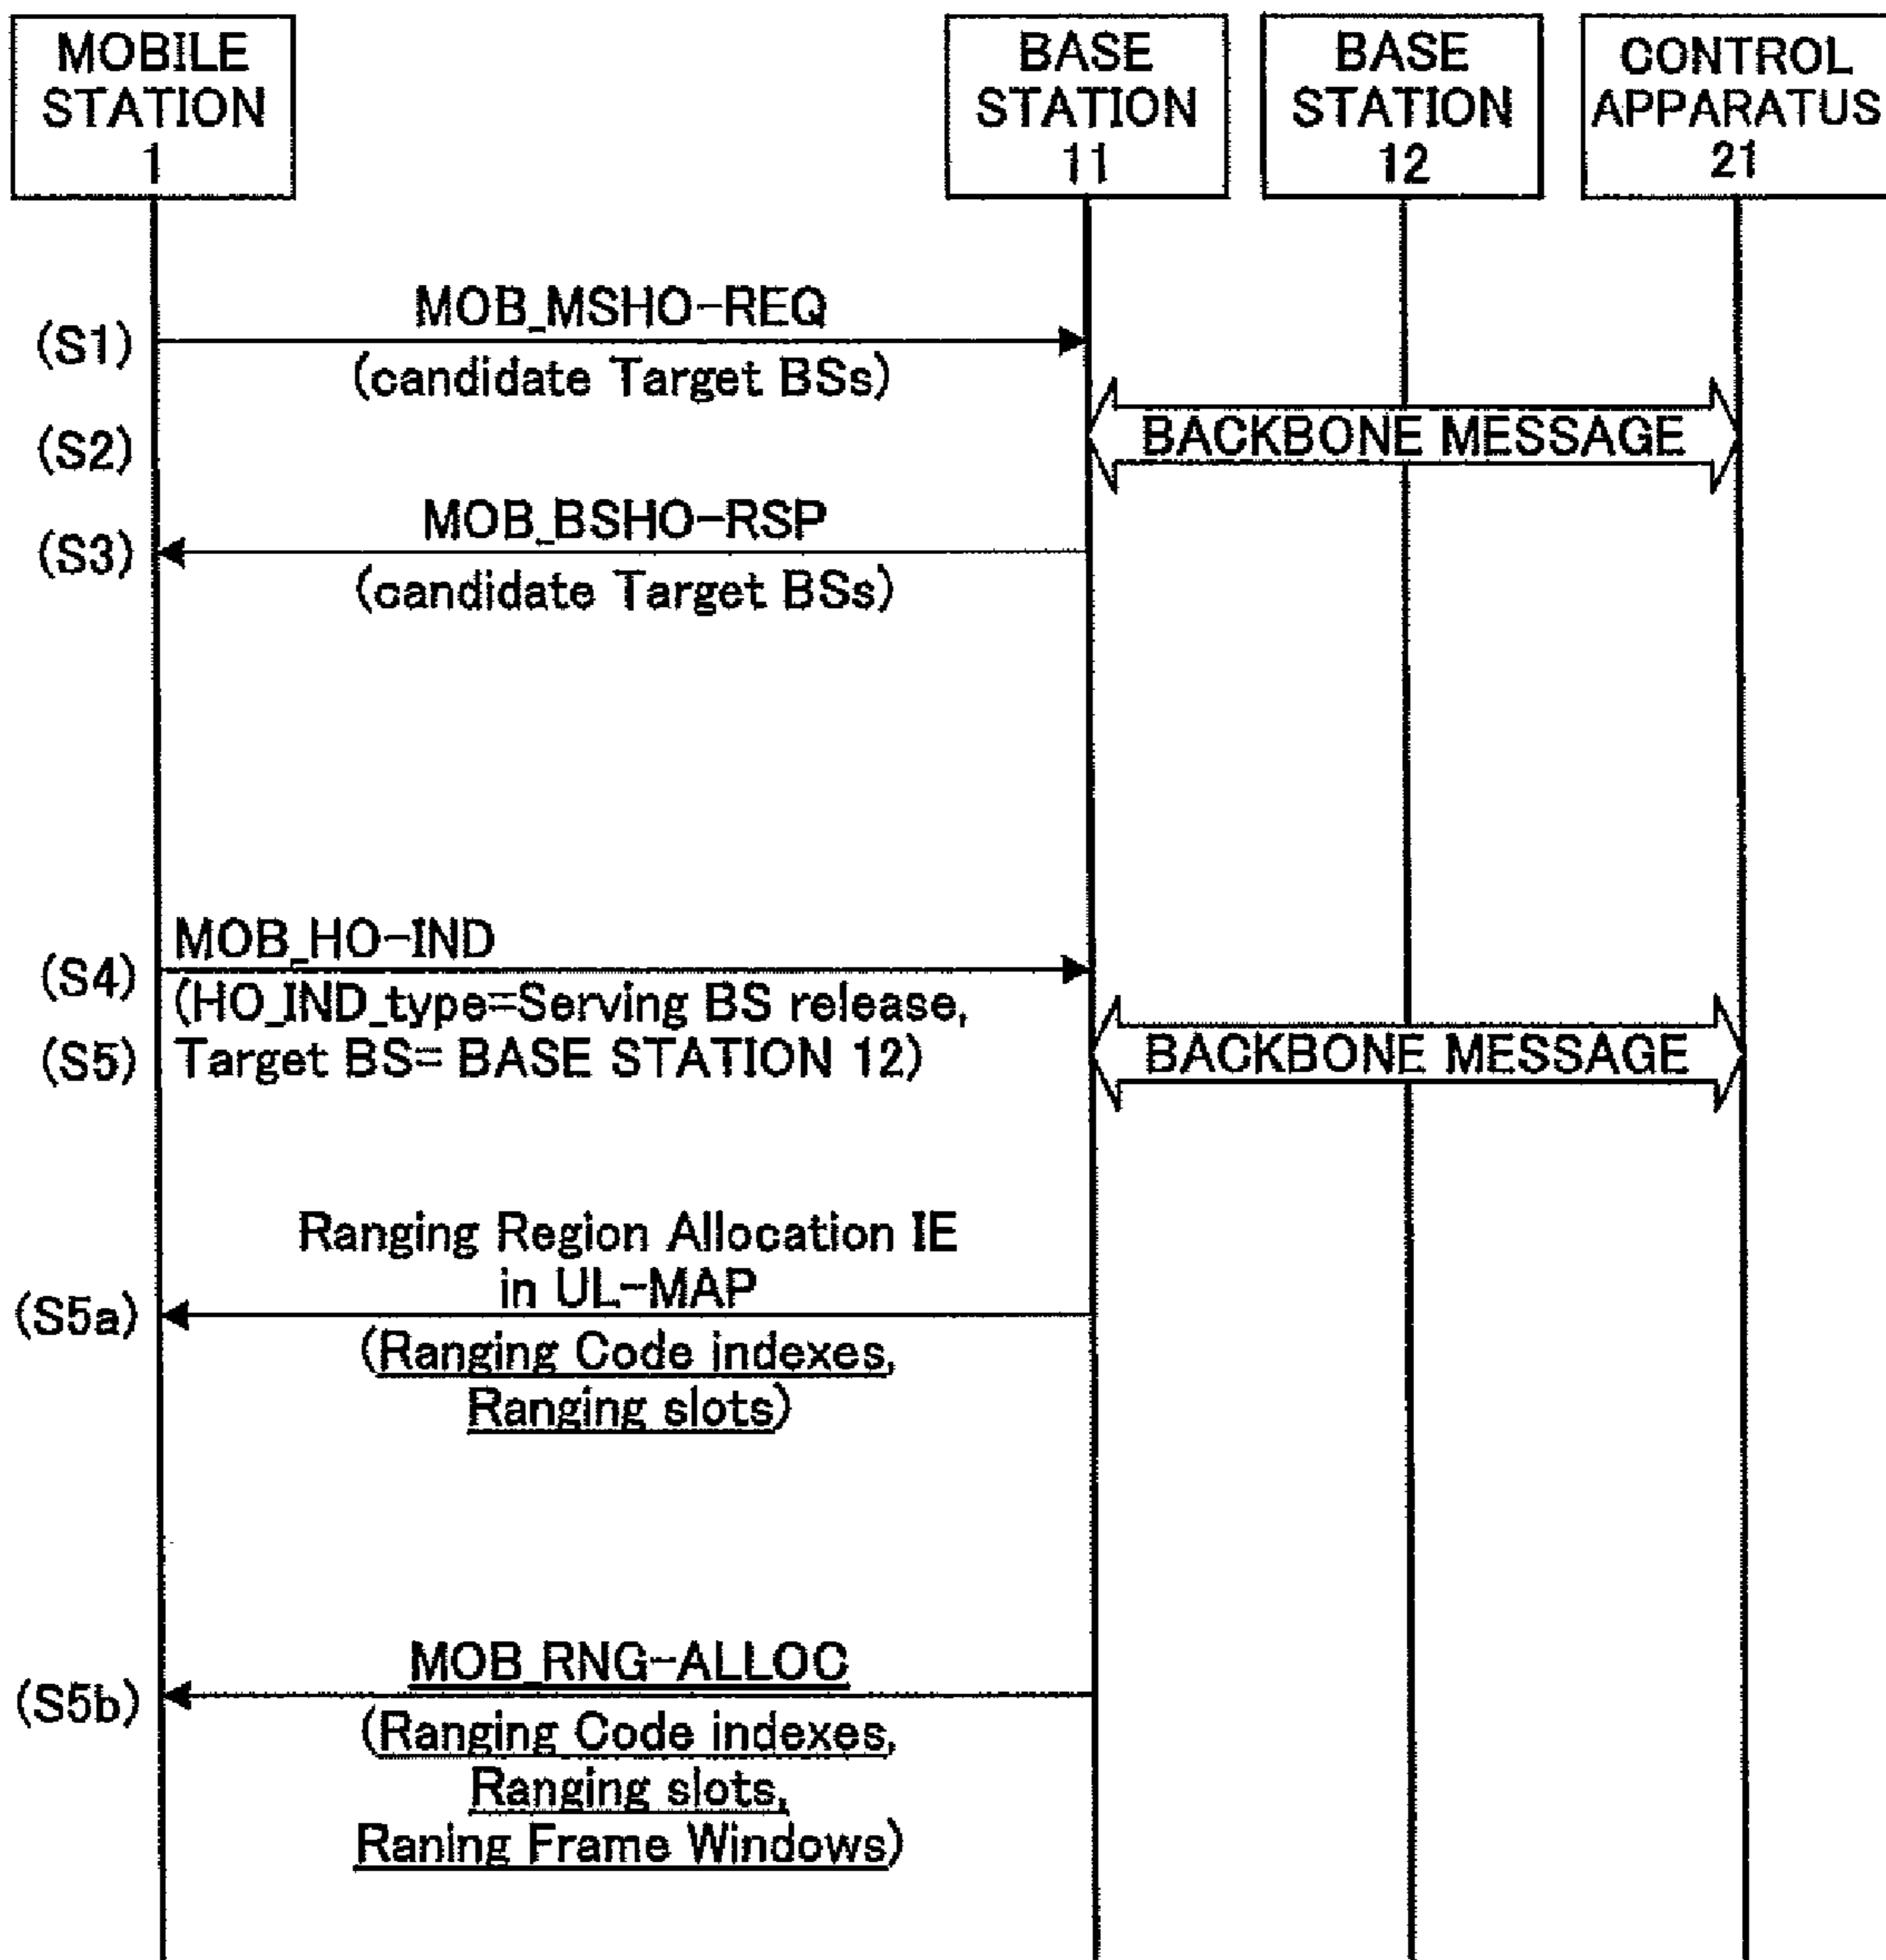 MOBILE
STATION
1
BASE
STATION
11
BASE
STATION
12
CONTROL
APPARATUS
21
(S1)
MOB_MSHO-REQ
(candidate Target BSs)
(S2)
BACKBONE MESSAGE
(S3)
MOB_BSHO-RSP
(candidate Target BSs)
(S4)
MOB_HO-IND
(HO_IND_type=Serving BS release,
(S5)
Target BS= BASE STATION 12)
BACKBONE MESSAGE
Ranging Region Allocation IE
in UL-MAP
(S5a)
(Ranging Code indexes,
Ranging slots)
MOB_RNG-ALLOC
(S5b)
(Ranging Code indexes,
Ranging slots,
Raning Frame Windows)